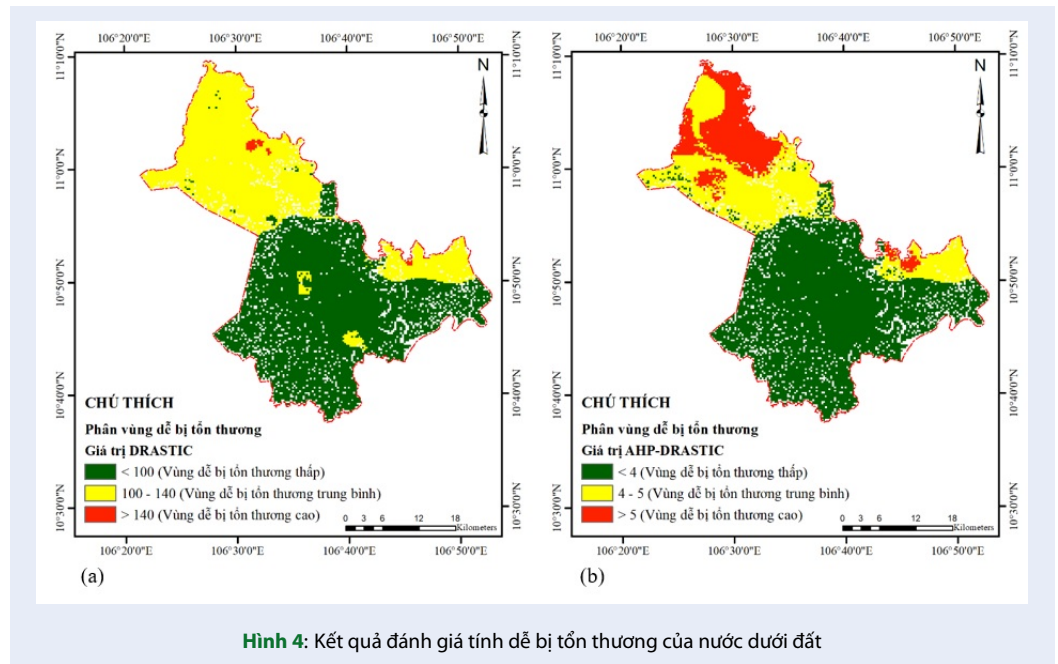 106°20'0"E 106°30'0"E 106°40'0"E 106°50'0"E
11°10'0"N
11°0'0"N
10°50'0"N
10°40'0"N
10°30'0"N
N
11°10'0"N
11°0'0"N
10°50'0"N
10°40'0"N
10°30'0"N
CHÚ THÍCH
Phân vùng dễ bị tổn thương
Giá trị DRASTIC
< 100 (Vùng dễ bị tổn thương thấp)
100 - 140 (Vùng dễ bị tổn thương trung bình)
> 140 (Vùng dễ bị tổn thương cao)
0 3 6 12 18
Kilometers
106°20'0"E 106°30'0"E 106°40'0"E 106°50'0"E
(a)
106°20'0"E 106°30'0"E 106°40'0"E 106°50'0"E
11°10'0"N
11°0'0"N
10°50'0"N
10°40'0"N
10°30'0"N
N
11°10'0"N
11°0'0"N
10°50'0"N
10°40'0"N
10°30'0"N
CHÚ THÍCH
Phân vùng dễ bị tổn thương
Giá trị AHP-DRASTIC
< 4 (Vùng dễ bị tổn thương thấp)
4 - 5 (Vùng dễ bị tổn thương trung bình)
> 5 (Vùng dễ bị tổn thương cao)
0 3 6 12 18
Kilometers
106°20'0"E 106°30'0"E 106°40'0"E 106°50'0"E
(b)
Hình 4: Kết quả đánh giá tính dễ bị tổn thương của nước dưới đất